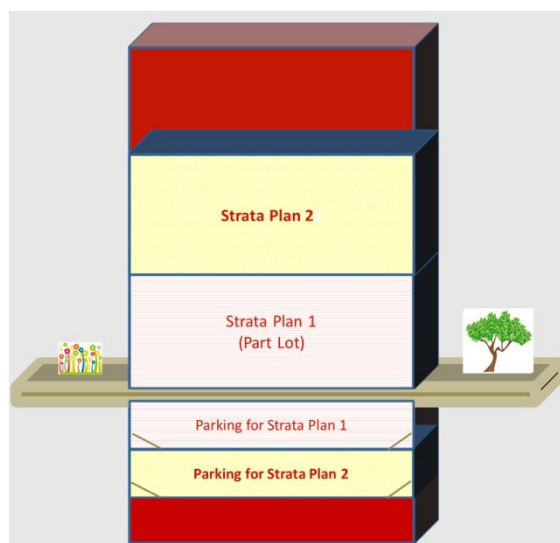 Strata Plan 2
Strata Plan 1
(Part Lot)
Parking for Strata Plan 1
Parking for Strata Plan 2